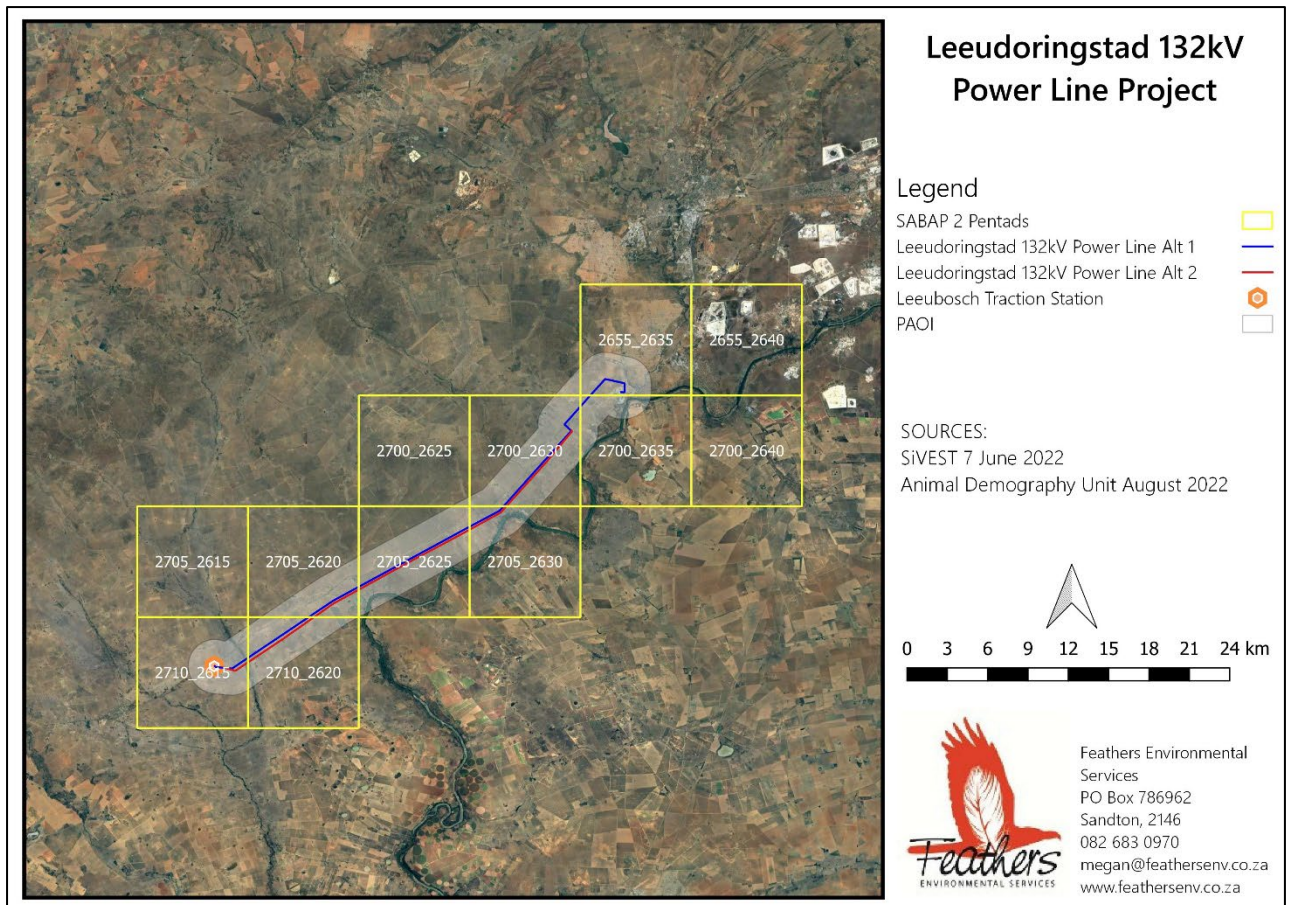 Leeudoringstad 132kV
Power Line Project
Legend
SABAP 2 Pentads
Leeudoringstad 132kV Power Line Alt 1
Leeudoringstad 132kV Power Line Alt 2
Leeubosch Traction Station
PAOI
SOURCES:
SiVEST 7 June 2022
Animal Demography Unit August 2022
0 3 6 9 12 15 18 21 24 km
Feathers
ENVIRONMENTAL SERVICES
Feathers Environmental
Services
PO Box 786962
Sandton, 2146
082 683 0970
megan@feathersenv.co.za
www.feathersenv.co.za
2655_2635 2655_2640
2700_2625 2700_2630 2700_2635 2700_2640
2705_2615 2705_2620 2705_2625 2705_2630
2710_2615 2710_2620